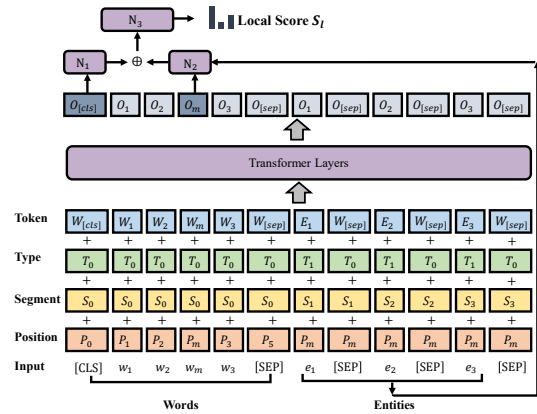 N₃
Local Score Sₗ
N₁ ⊕ N₂
O[cls] O₁ O₂ Oₘ O₃ O[sep] O₁ O[sep] O₂ O[sep] O₃ O[sep]
Transformer Layers
Token W[cls] W₁ W₂ Wₘ W₃ W[sep] E₁ W[sep] E₂ W[sep] E₃ W[sep]
+ + + + + + + + + + + +
Type T₀ T₀ T₀ T₀ T₀ T₀ T₁ T₀ T₁ T₀ T₁ T₀
+ + + + + + + + + + + +
Segment S₀ S₀ S₀ S₀ S₀ S₀ S₁ S₁ S₂ S₂ S₃ S₃
+ + + + + + + + + + + +
Position P₀ P₁ P₂ Pₘ P₃ P₅ Pₘ Pₘ Pₘ Pₘ Pₘ Pₘ
Input [CLS] w₁ w₂ wₘ w₃ [SEP] e₁ [SEP] e₂ [SEP] e₃ [SEP]
Words Entities